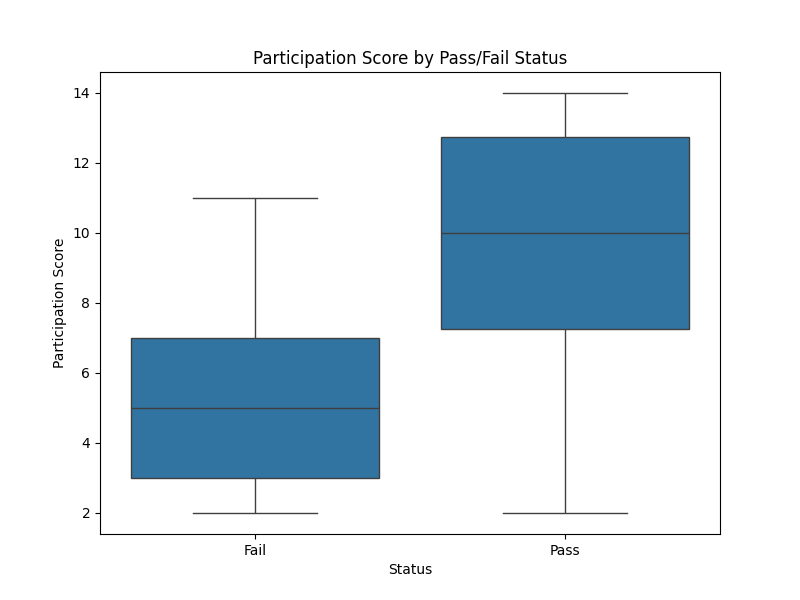 Participation Score by Pass/Fail Status
Participation Score
14
12
10
8
6
4
2
Fail
Pass
Status